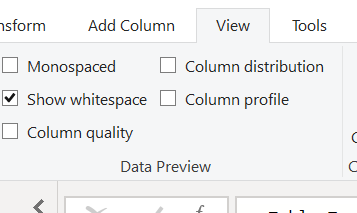 nsform Add Column View Tools
Monospaced Column distribution
Show whitespace Column profile
Column quality
Data Preview